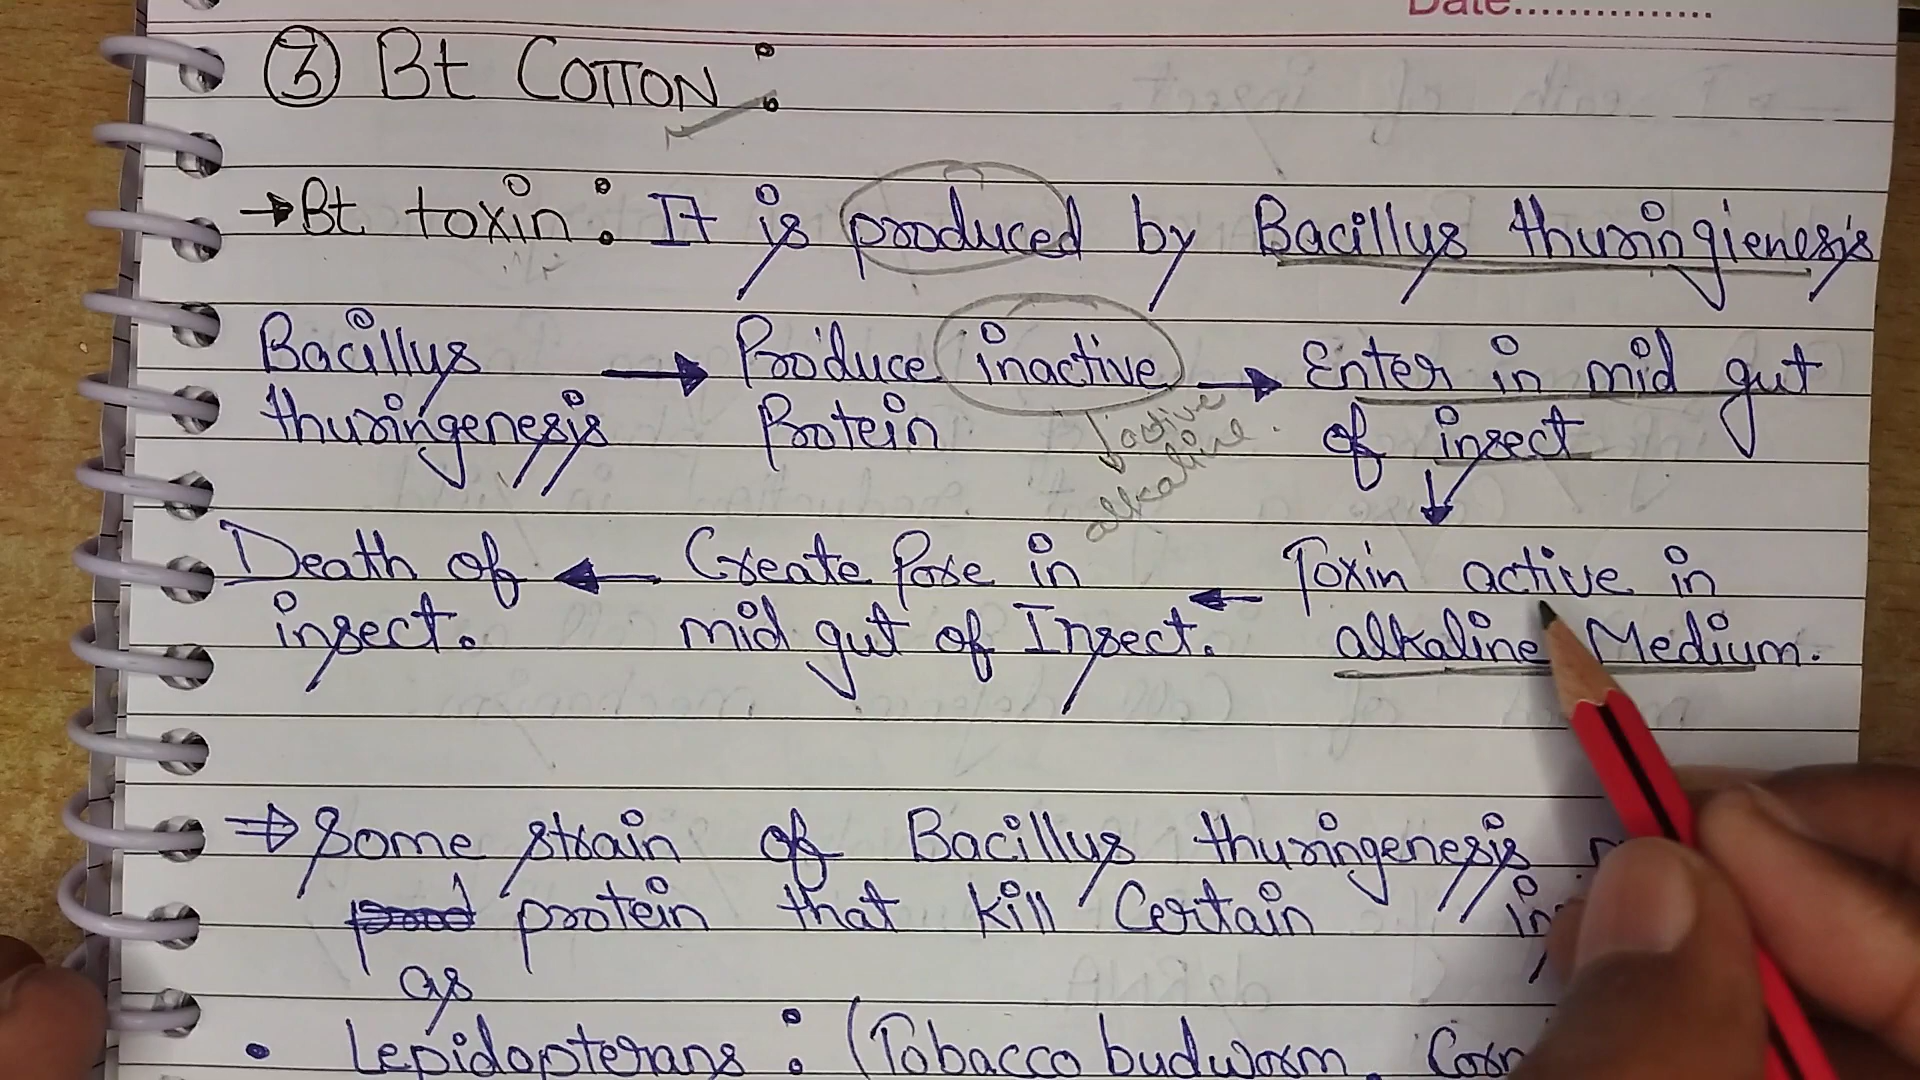 Date...............
③ Bt COTTON :
→ Bt toxin : It is produced by Bacillus thuringienesis
Bacillus → Produce inactive → Enter in mid gut
thuringenesis Protein of insect
active
alkaline
Death of ← Create Pore in ← Toxin active in
insect. mid gut of Insect. alkaline Medium.
⇒ Some strain of Bacillus thuringenesis
protein that kill Certain
as
• Lepidopterans : (Tobacco budworm,